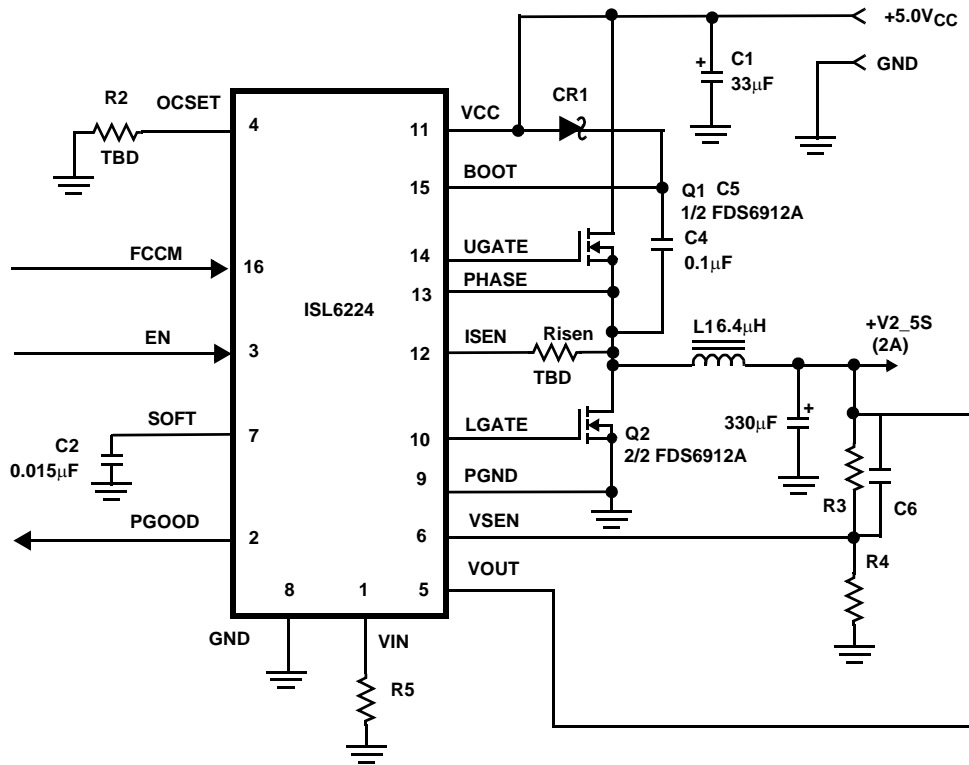 +5.0VCC
C1
33μF
GND
R2
OCSET
TBD
4
VCC
11
CR1
BOOT
15
Q1 C5
1/2 FDS6912A
C4
0.1μF
FCCM
16
UGATE
14
PHASE
13
ISL6224
EN
3
ISEN
12
Risen
TBD
L1 6.4μH
+V2_5S
(2A)
SOFT
7
C2
0.015μF
LGATE
10
Q2
2/2 FDS6912A
330μF
PGND
9
R3
C6
PGOOD
2
VSEN
6
R4
VOUT
5
8
1
GND
VIN
R5